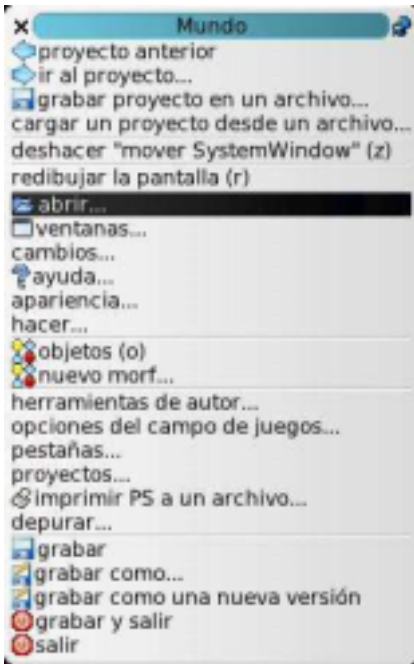 Mundo
proyecto anterior
ir al proyecto...
grabar proyecto en un archivo...
cargar un proyecto desde un archivo...
deshacer "mover SystemWindow" (z)
redibujar la pantalla (r)
abrir...
ventanas...
cambios...
ayuda...
apariencia...
hacer...
objetos (o)
nuevo morf...
herramientas de autor...
opciones del campo de juegos...
pestañas...
proyectos...
imprimir PS a un archivo...
depurar...
grabar
grabar como...
grabar como una nueva versión
grabar y salir
salir